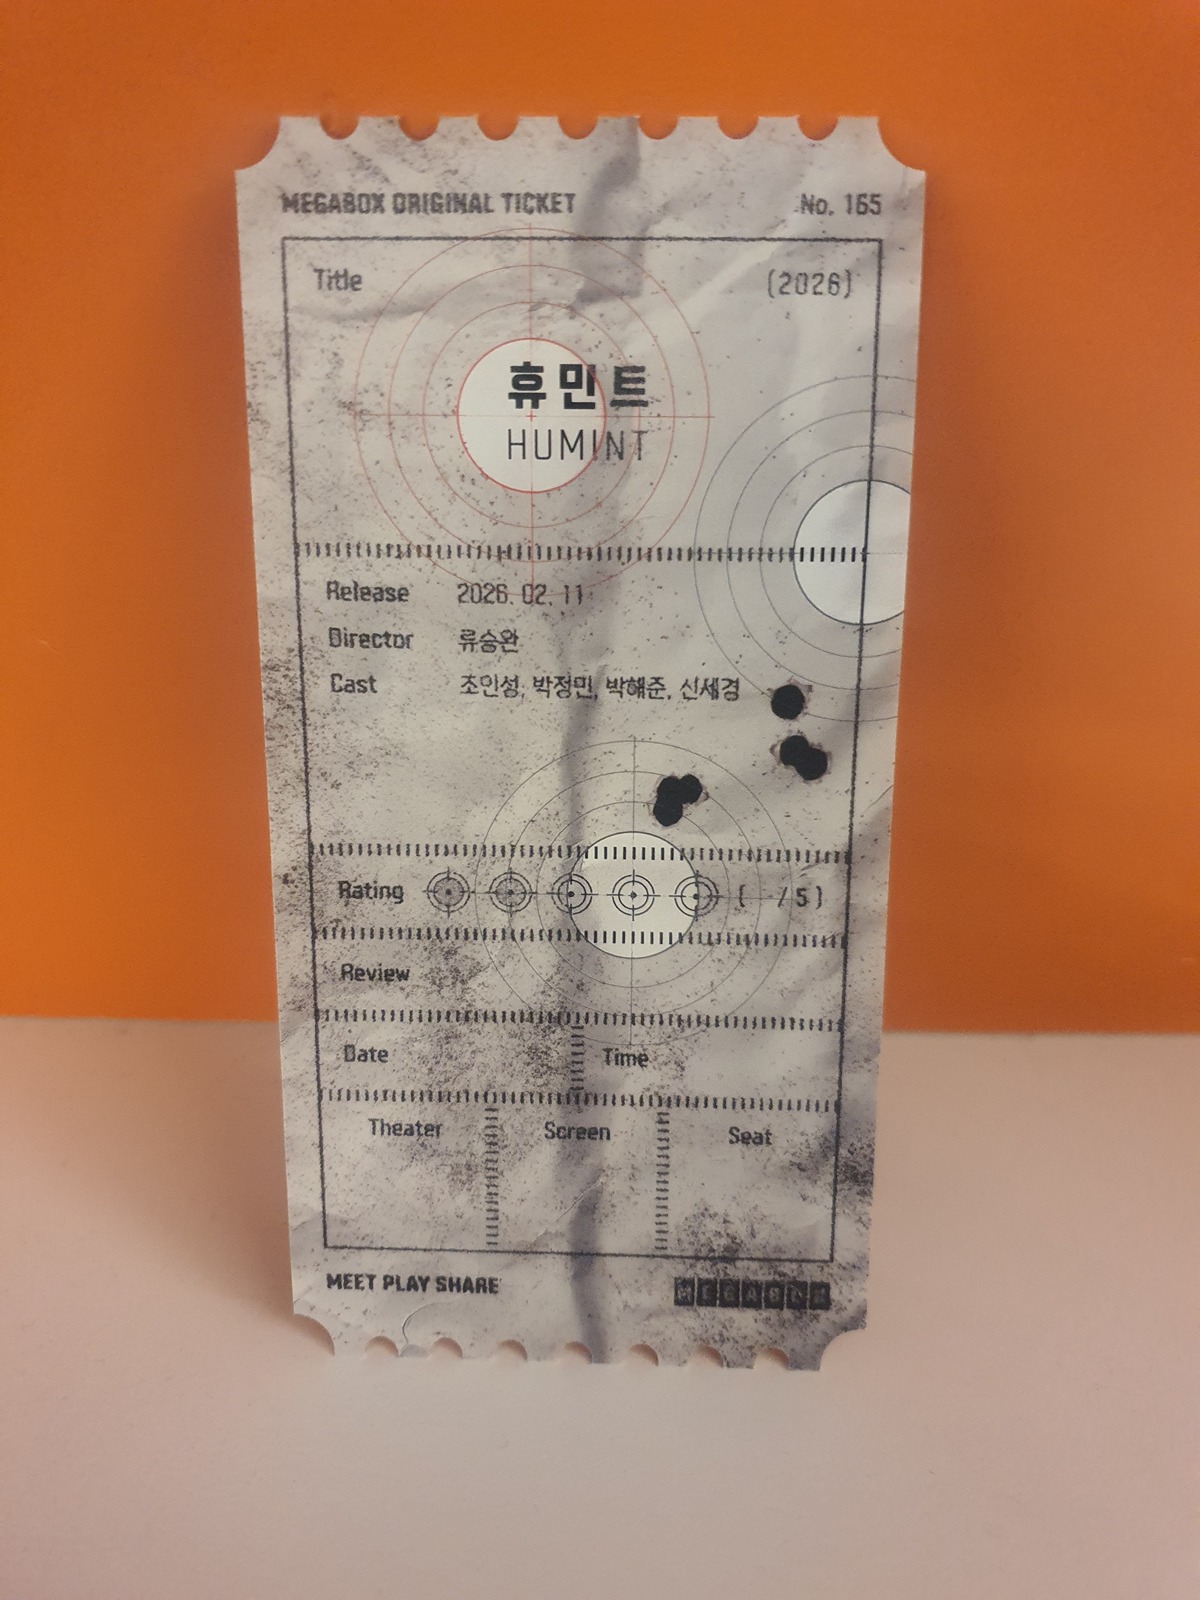 MEGABOX ORIGINAL TICKET No. 165
Title (2026)
휴민트
HUMINT
Release 2026. 02. 11
Director 류승완
Cast 조인성, 박정민, 박해준, 신세경
Rating ( / 5 )
Review
Date Time
Theater Screen Seat
MEET PLAY SHARE MEGABOX